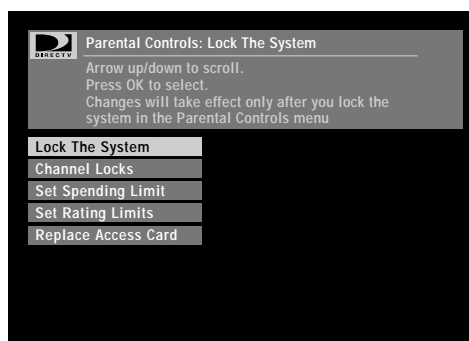 DIRECTV
Parental Controls: Lock The System
Arrow up/down to scroll.
Press OK to select.
Changes will take effect only after you lock the
system in the Parental Controls menu
Lock The System
Channel Locks
Set Spending Limit
Set Rating Limits
Replace Access Card